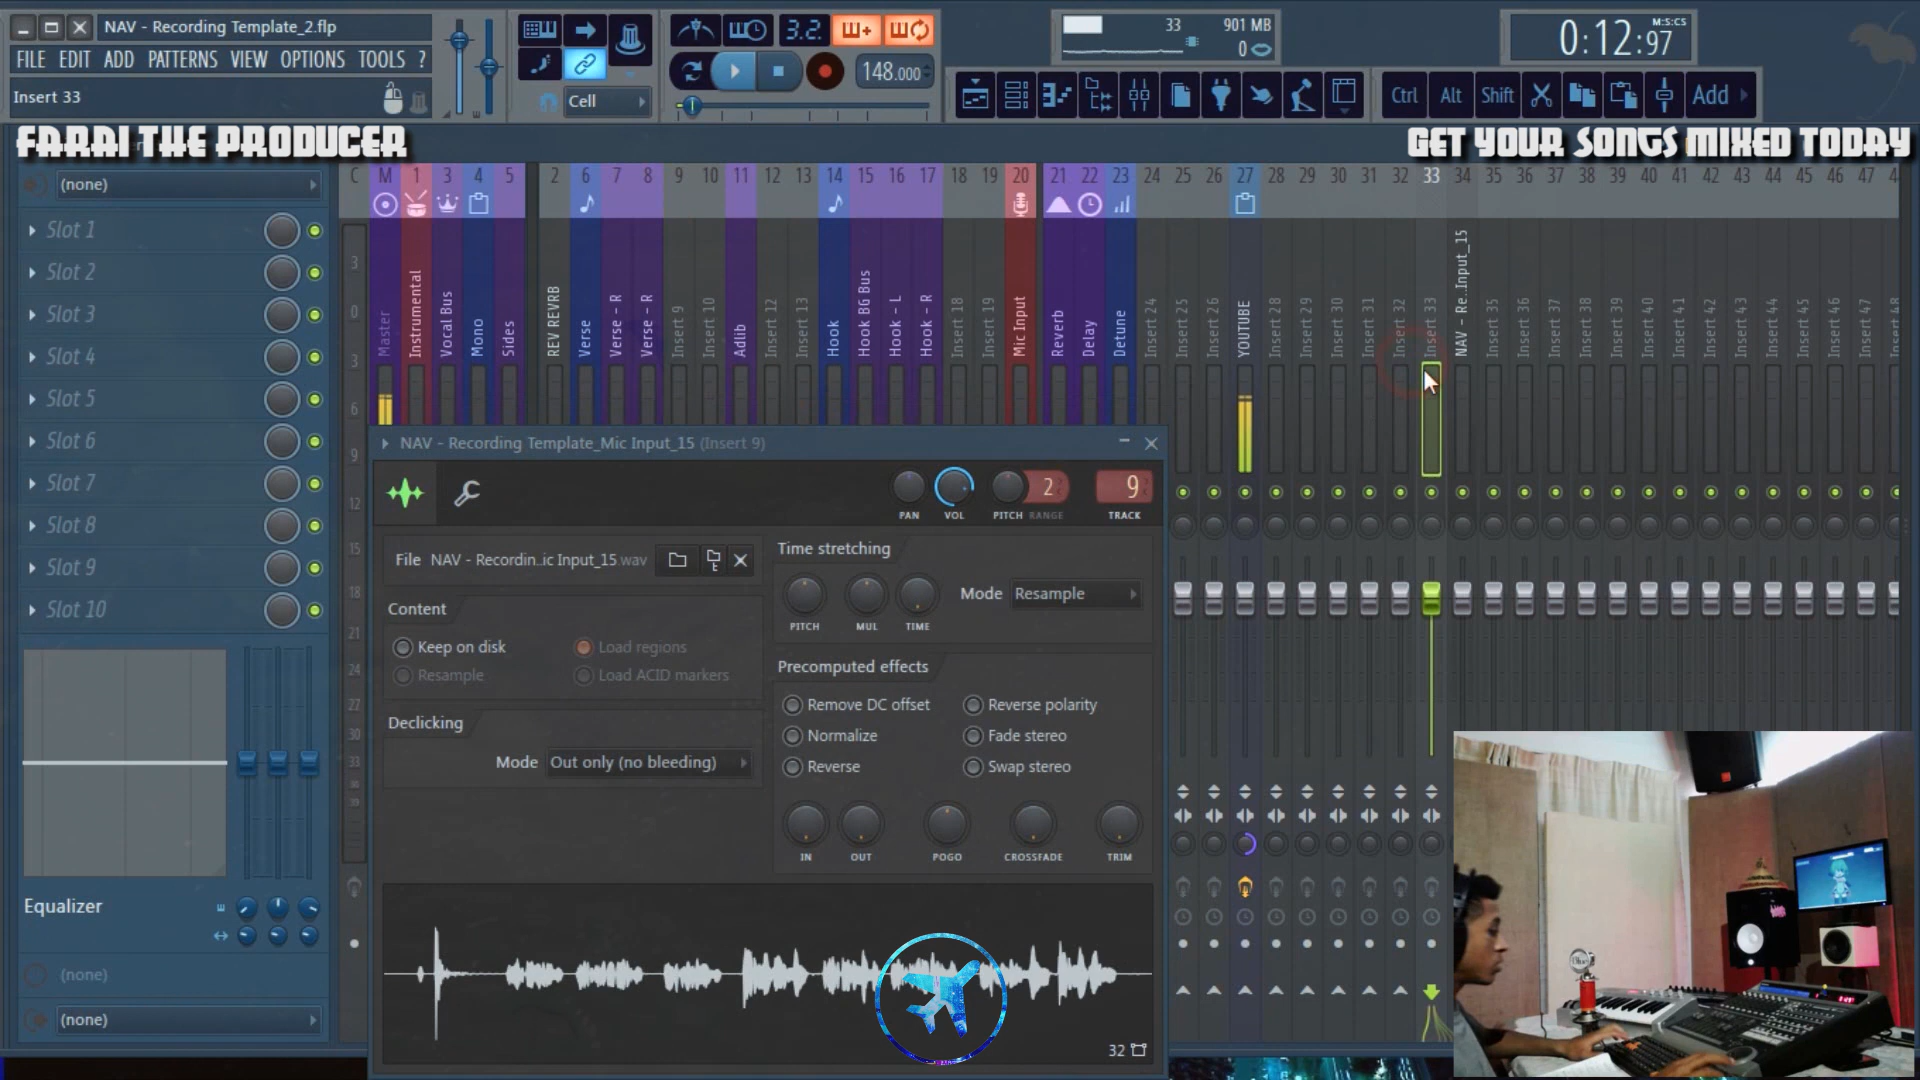 NAV - Recording Template_2.flp
FILE EDIT ADD PATTERNS VIEW OPTIONS TOOLS ?
Insert 33
Cell
3.2.
148.000
33
901 MB
0
0:12:97
M:S:CS
Ctrl Alt Shift Add
FARAI THE PRODUCER
GET YOUR SONGS MIXED TODAY
(none)
Slot 1
Slot 2
Slot 3
Slot 4
Slot 5
Slot 6
Slot 7
Slot 8
Slot 9
Slot 10
Equalizer
(none)
(none)
C M 1 3 4 5 2 6 7 8 9 10 11 12 13 14 15 16 17 18 19 20 21 22 23 24 25 26 27 28 29 30 31 32 33 34 35 36 37 38 39 40 41 42 43 44 45 46 47
Master
Instrumental
Vocal Bus
Mono
Sides
REV REVRB
Verse
Verse - R
Verse - R
Insert 9
Insert 10
Adlib
Insert 12
Insert 13
Hook
Hook BG Bus
Hook - L
Hook - R
Insert 18
Insert 19
Mic Input
Reverb
Delay
Detune
Insert 24
Insert 25
Insert 26
YOUTUBE
Insert 28
Insert 29
Insert 30
Insert 31
Insert 32
Insert 33
NAV - Re..Input_15
Insert 35
Insert 36
Insert 37
Insert 38
Insert 39
Insert 40
Insert 41
Insert 42
Insert 43
Insert 44
Insert 45
Insert 46
Insert 47
3
0
3
6
9
12
15
18
21
24
27
30
33
NAV - Recording Template_Mic Input_15 (Insert 9)
2
9
PAN VOL PITCH RANGE TRACK
File NAV - Recordin..ic Input_15.wav
Content
Keep on disk
Load regions
Resample
Load ACID markers
Declicking
Mode Out only (no bleeding)
Time stretching
PITCH MUL TIME
Mode Resample
Precomputed effects
Remove DC offset
Reverse polarity
Normalize
Fade stereo
Reverse
Swap stereo
IN OUT POGO CROSSFADE TRIM
32